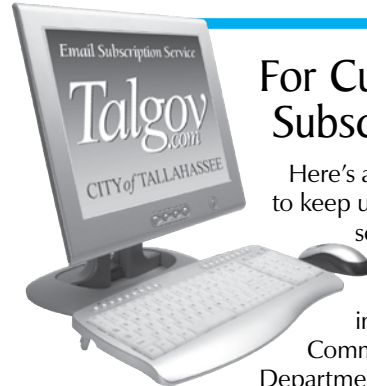 Email Subscription Service
Talgov
.com
CITY of TALLAHASSEE
For Cu
Subsc
Here’s a
to keep u
se
in
Comm
Departme